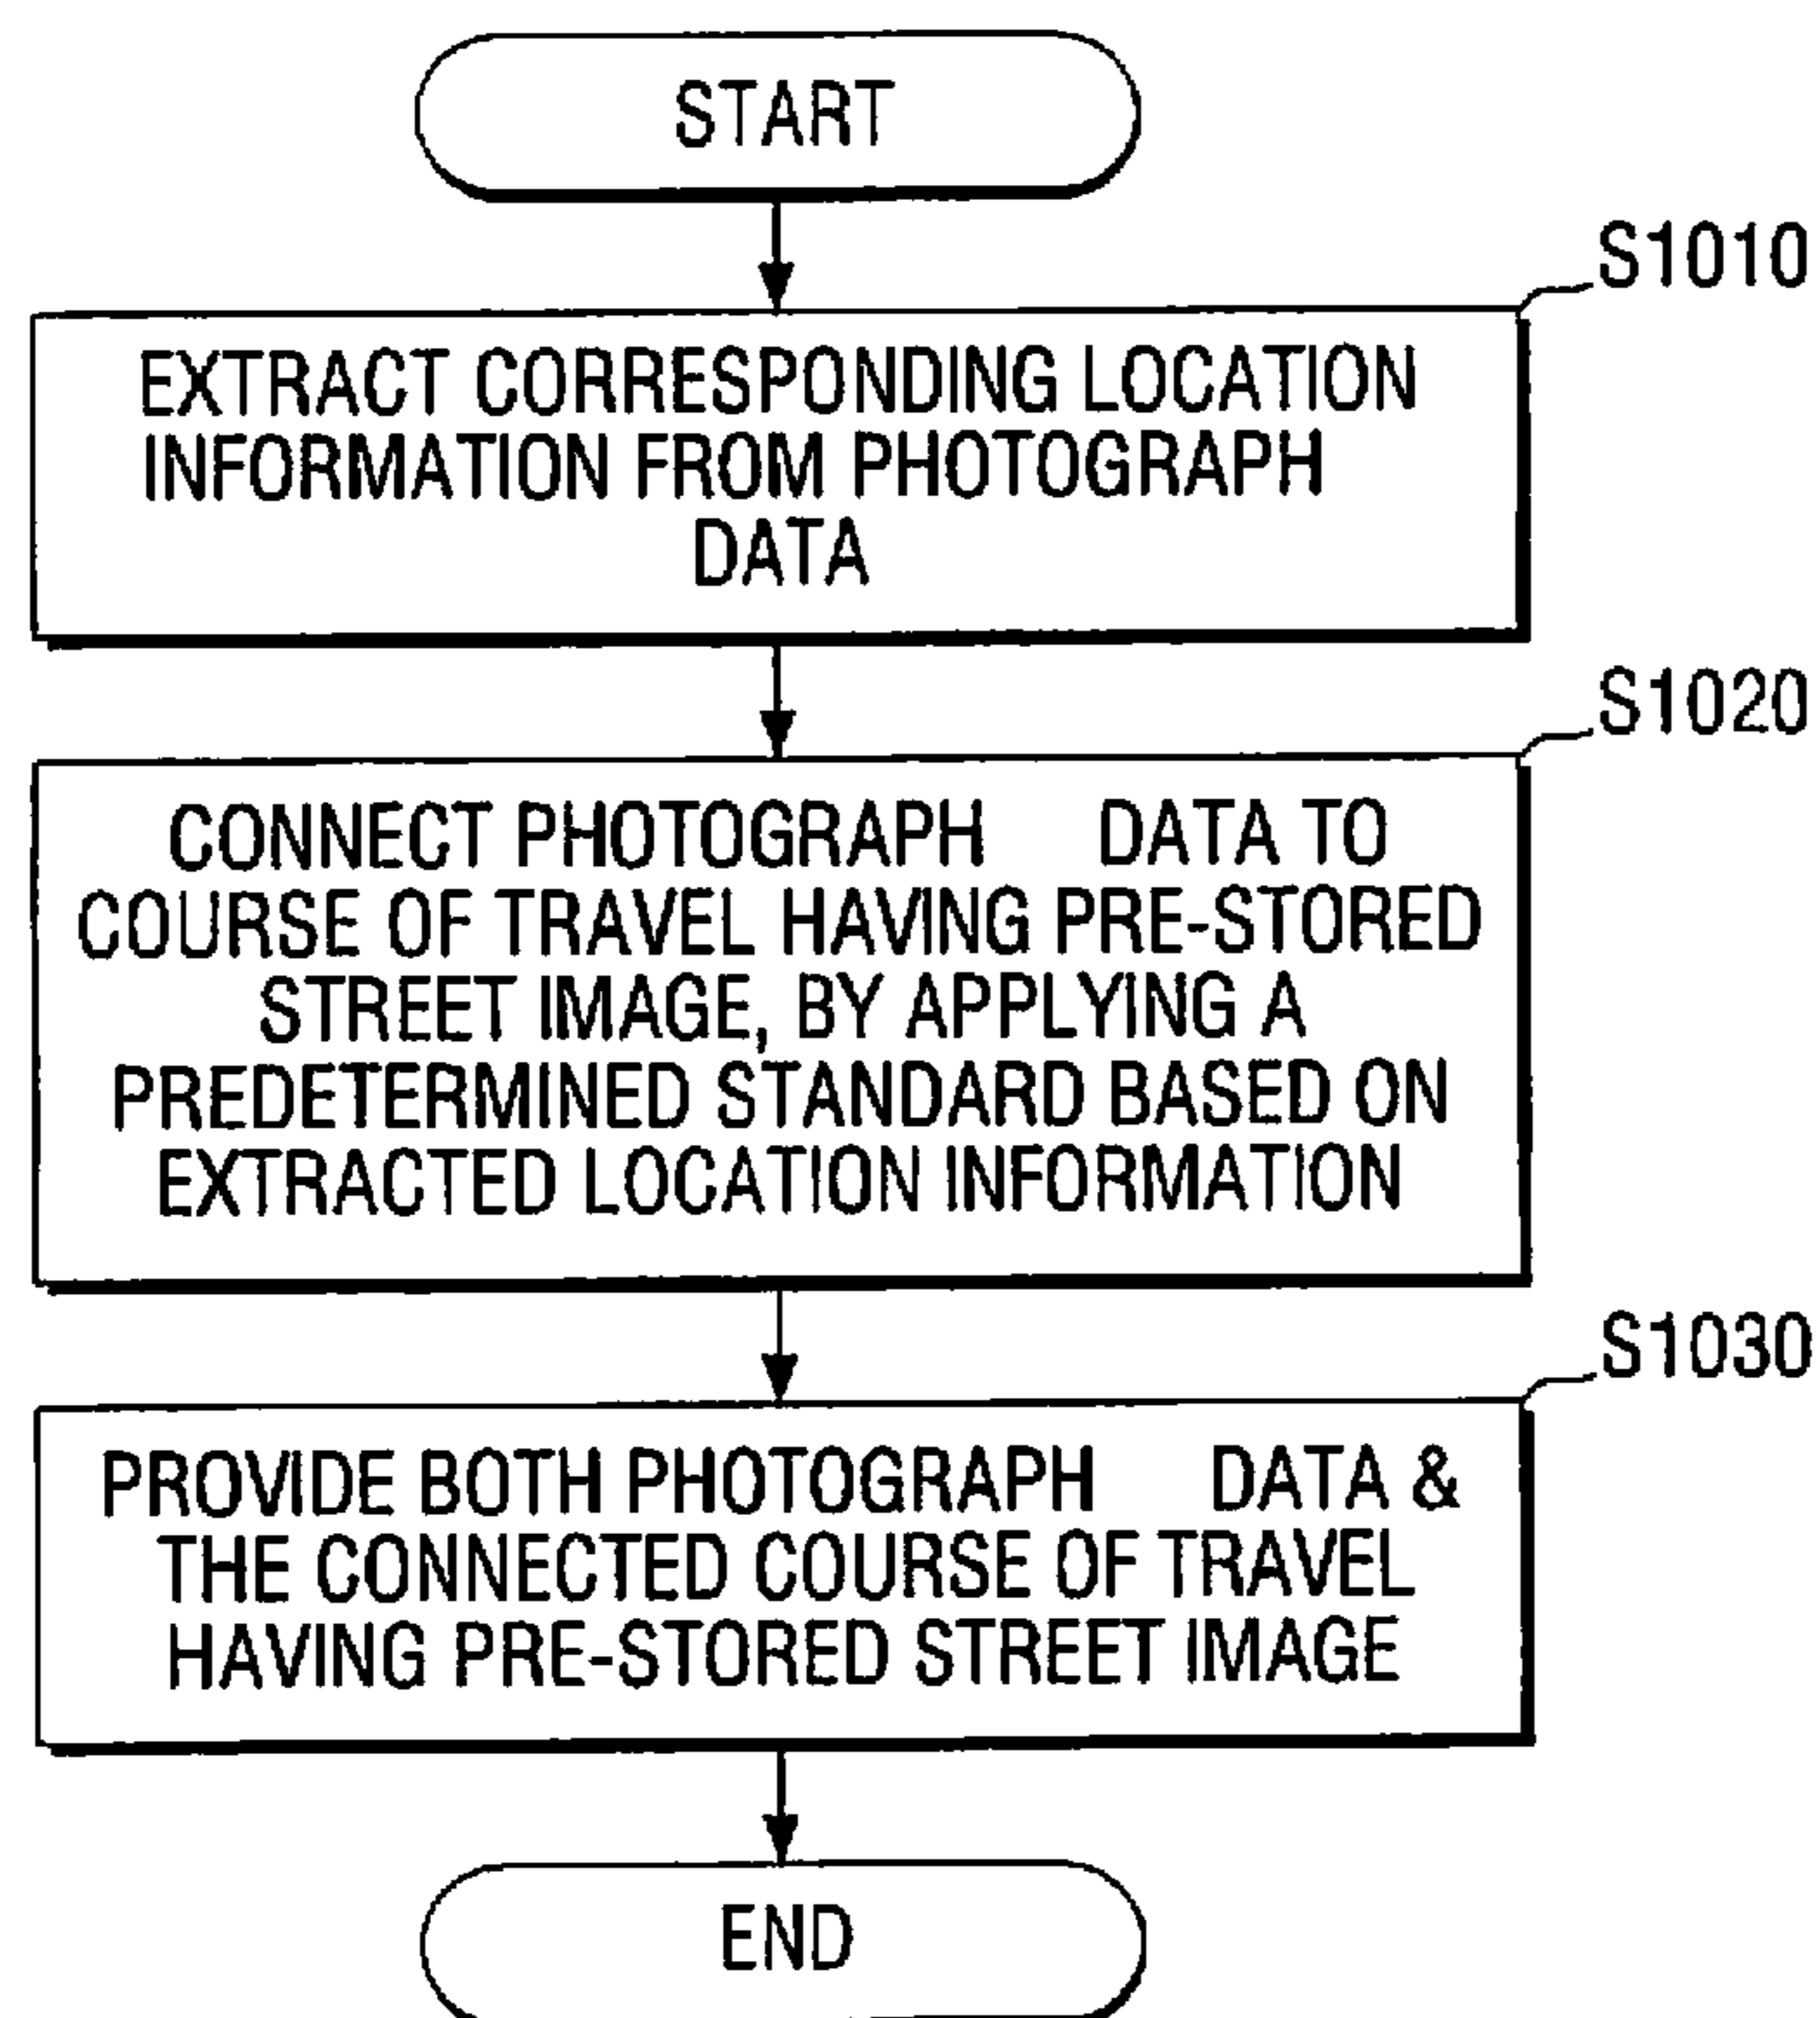 START
S1010
EXTRACT CORRESPONDING LOCATION
INFORMATION FROM PHOTOGRAPH
DATA
S1020
CONNECT PHOTOGRAPH DATA TO
COURSE OF TRAVEL HAVING PRE-STORED
STREET IMAGE, BY APPLYING A
PREDETERMINED STANDARD BASED ON
EXTRACTED LOCATION INFORMATION
S1030
PROVIDE BOTH PHOTOGRAPH DATA &
THE CONNECTED COURSE OF TRAVEL
HAVING PRE-STORED STREET IMAGE
END